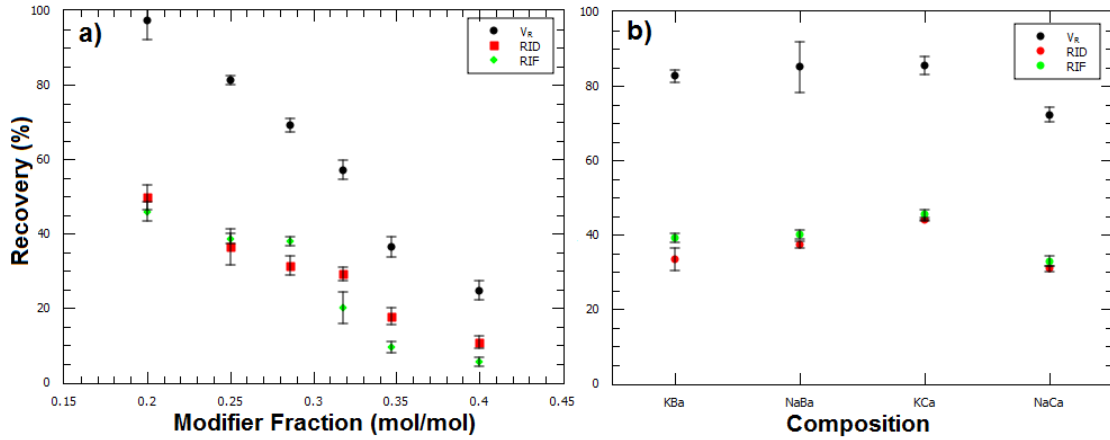 a)
V_R
RID
RIF
100
80
60
40
20
0
Recovery (%)
0.15 0.2 0.25 0.3 0.35 0.4 0.45
Modifier Fraction (mol/mol)
b)
V_R
RID
RIF
100
80
60
40
20
0
KBa NaBa KCa NaCa
Composition